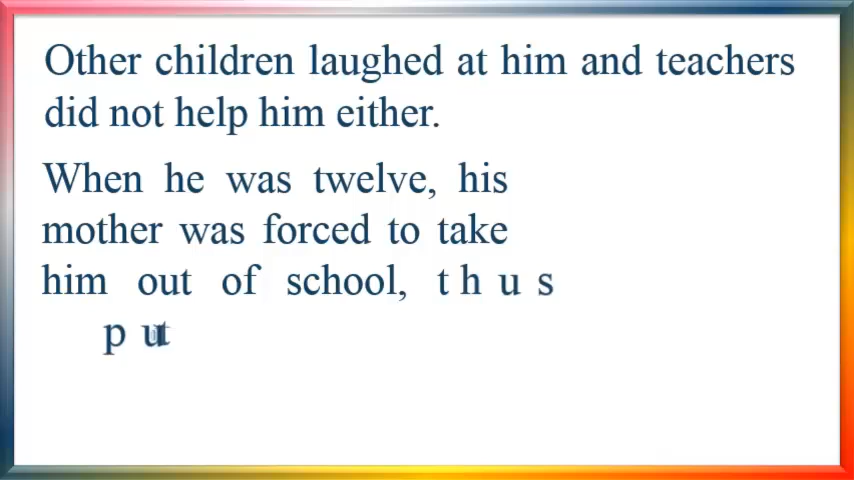 Other children laughed at him and teachers
did not help him either.
When he was twelve, his
mother was forced to take
him out of school, thus
put